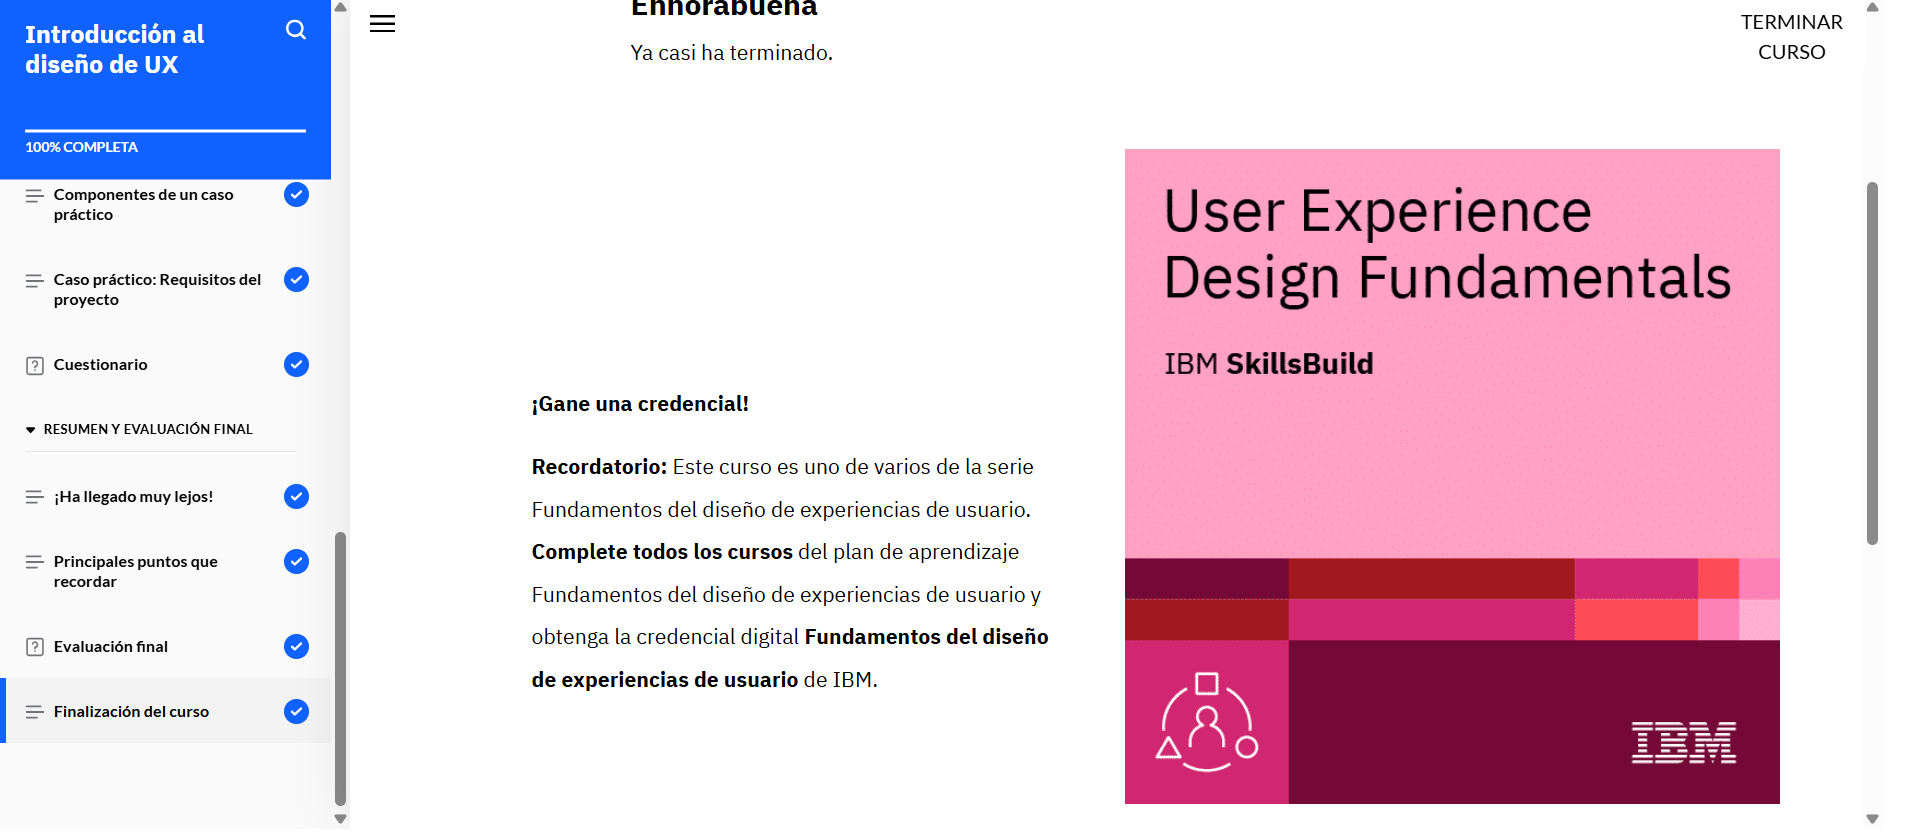 Introducción al
diseño de UX
100% COMPLETA
Componentes de un caso
práctico
Caso práctico: Requisitos del
proyecto
Cuestionario
RESUMEN Y EVALUACIÓN FINAL
¡Ha llegado muy lejos!
Principales puntos que
recordar
Evaluación final
Finalización del curso
Enhorabuena
Ya casi ha terminado.
TERMINAR
CURSO
¡Gane una credencial!
Recordatorio: Este curso es uno de varios de la serie
Fundamentos del diseño de experiencias de usuario.
Complete todos los cursos del plan de aprendizaje
Fundamentos del diseño de experiencias de usuario y
obtenga la credencial digital Fundamentos del diseño
de experiencias de usuario de IBM.
User Experience
Design Fundamentals
IBM SkillsBuild
IBM